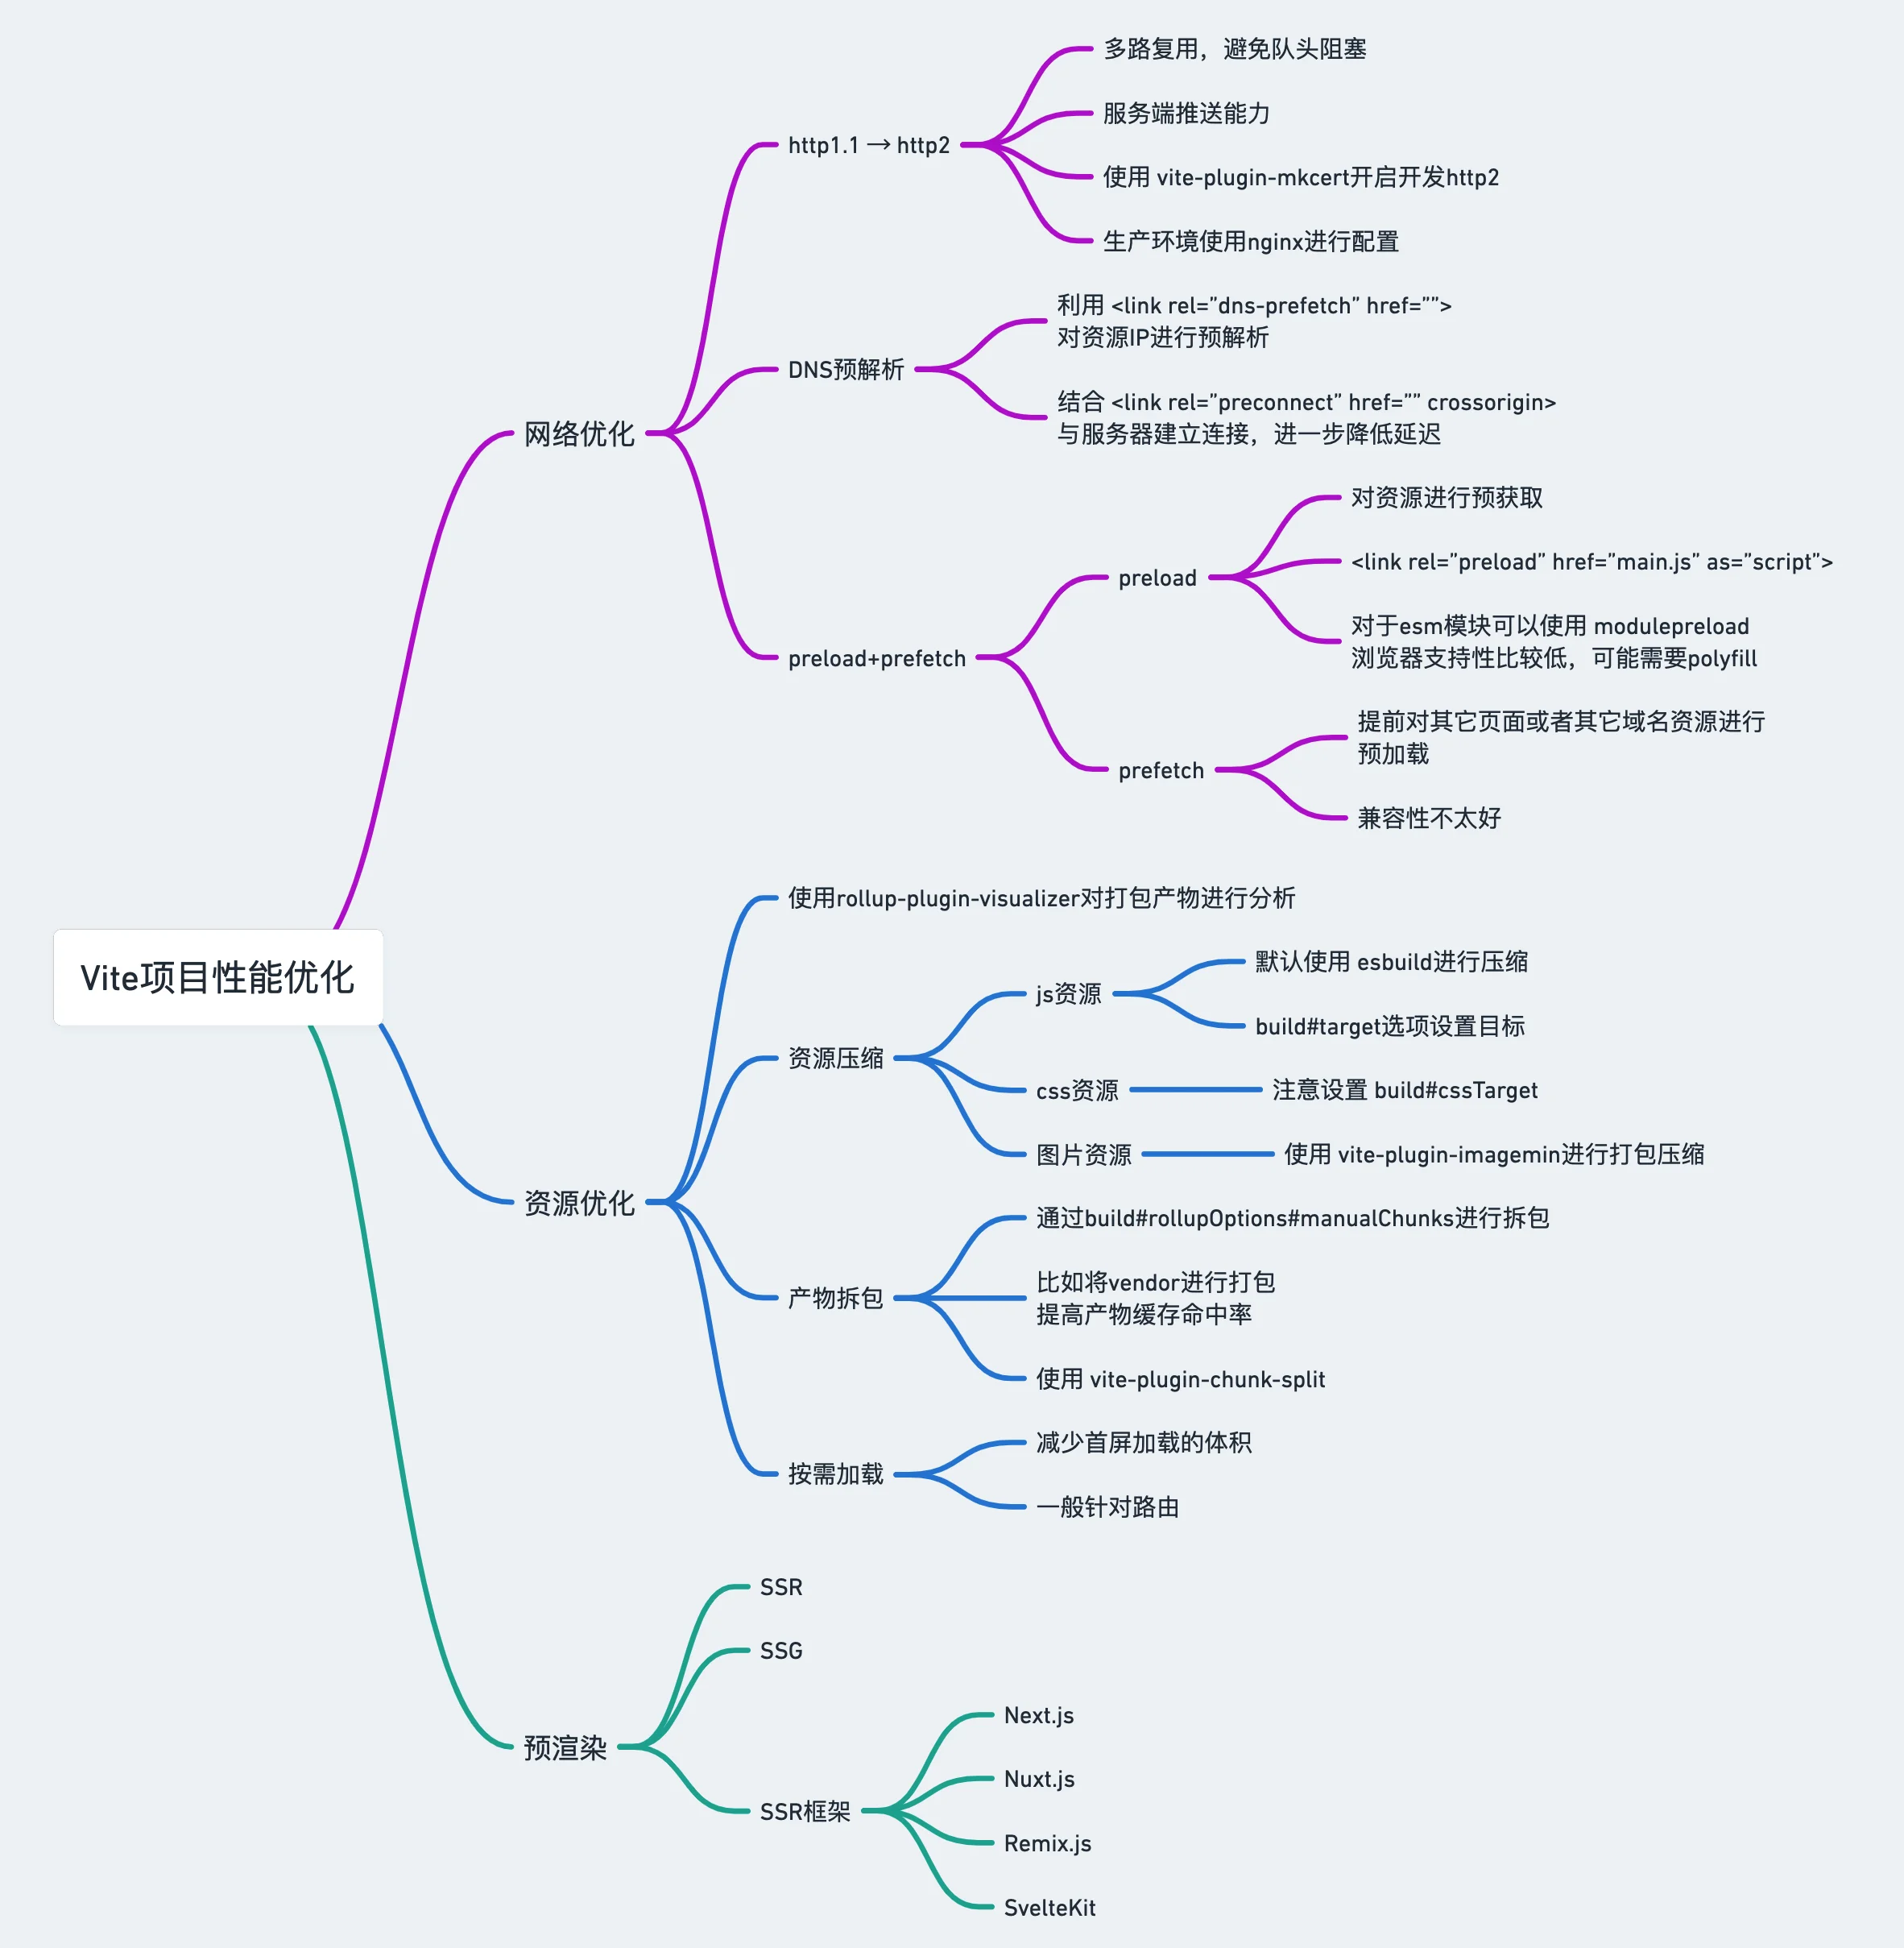 Vite项目性能优化
网络优化
http1.1 → http2
多路复用，避免队头阻塞
服务端推送能力
使用 vite-plugin-mkcert开启开发http2
生产环境使用nginx进行配置
DNS预解析
利用 <link rel=”dns-prefetch” href=””>
对资源IP进行预解析
结合 <link rel=”preconnect” href=”” crossorigin>
与服务器建立连接，进一步降低延迟
preload+prefetch
preload
对资源进行预获取
<link rel=”preload” href=”main.js” as=”script”>
对于esm模块可以使用 modulepreload
浏览器支持性比较低，可能需要polyfill
prefetch
提前对其它页面或者其它域名资源进行
预加载
兼容性不太好
资源优化
使用rollup-plugin-visualizer对打包产物进行分析
资源压缩
js资源
默认使用 esbuild进行压缩
build#target选项设置目标
css资源
注意设置 build#cssTarget
图片资源
使用 vite-plugin-imagemin进行打包压缩
产物拆包
通过build#rollupOptions#manualChunks进行拆包
比如将vendor进行打包
提高产物缓存命中率
使用 vite-plugin-chunk-split
按需加载
减少首屏加载的体积
一般针对路由
预渲染
SSR
SSG
SSR框架
Next.js
Nuxt.js
Remix.js
SvelteKit